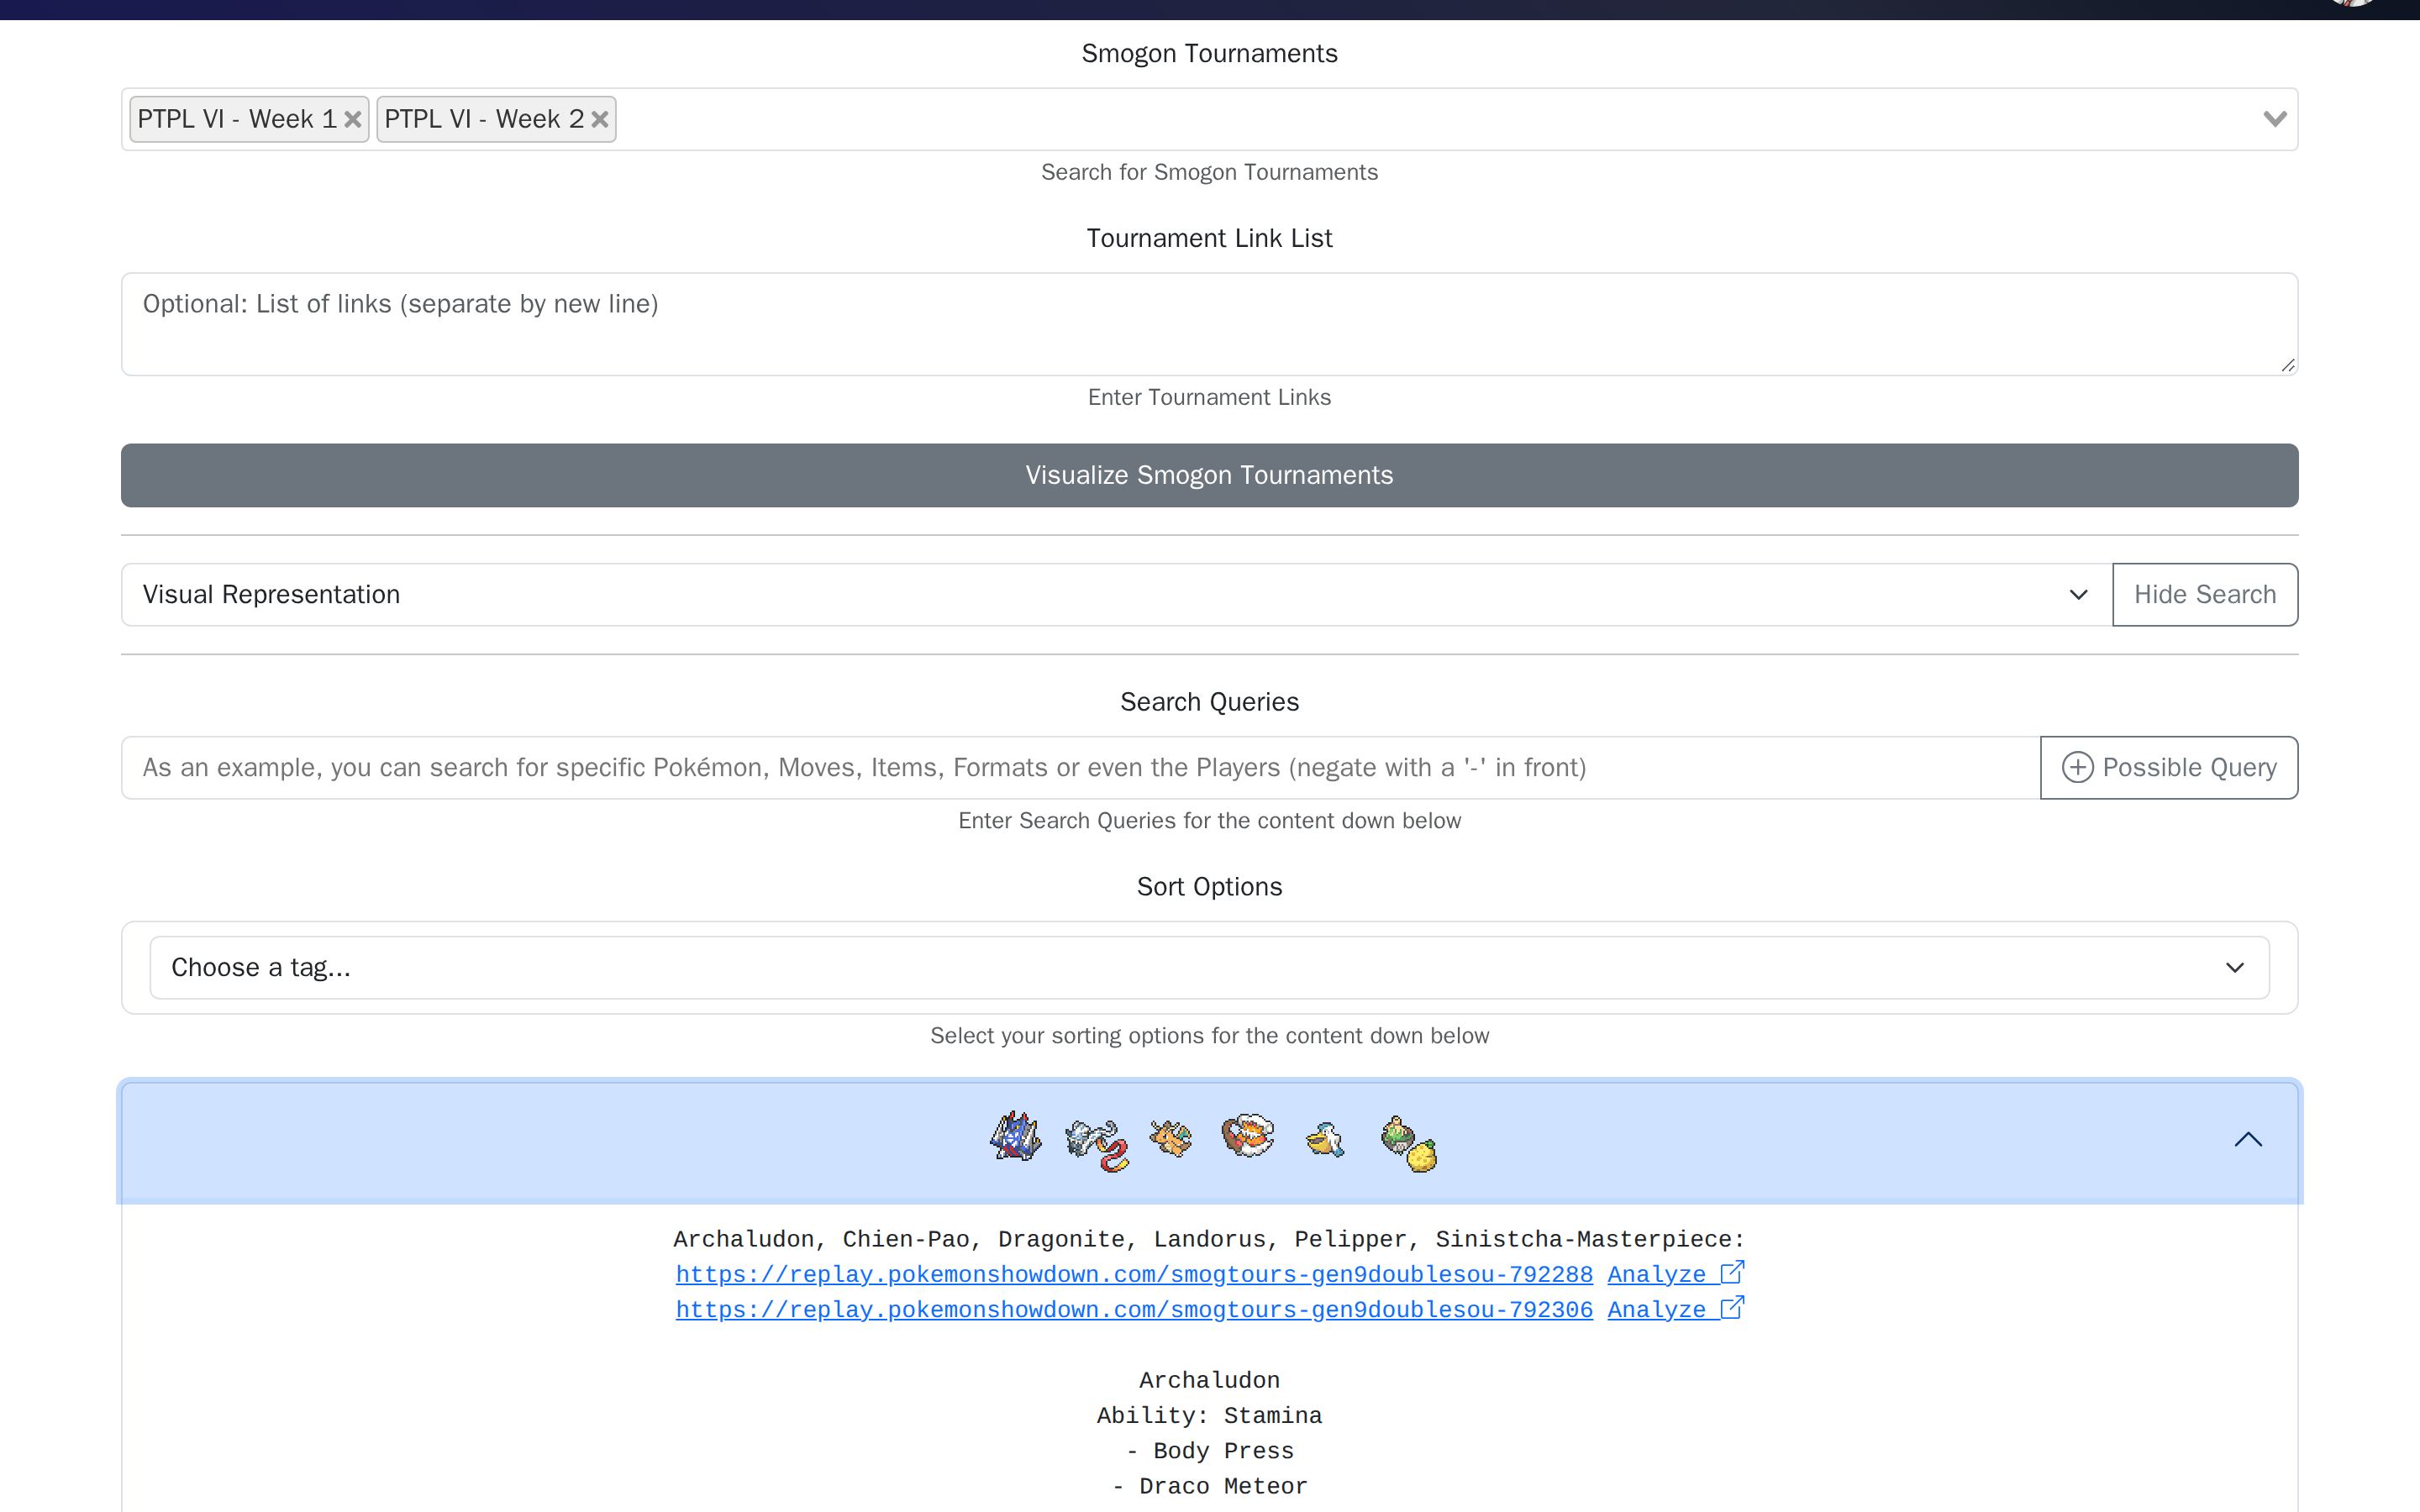 Smogon Tournaments
PTPL VI - Week 1 PTPL VI - Week 2
Search for Smogon Tournaments
Tournament Link List
Optional: List of links (separate by new line)
Enter Tournament Links
Visualize Smogon Tournaments
Visual Representation Hide Search
Search Queries
As an example, you can search for specific Pokémon, Moves, Items, Formats or even the Players (negate with a '-' in front) Possible Query
Enter Search Queries for the content down below
Sort Options
Choose a tag...
Select your sorting options for the content down below
Archaludon, Chien-Pao, Dragonite, Landorus, Pelipper, Sinistcha-Masterpiece:
https://replay.pokemonshowdown.com/smogtours-gen9doublesou-792288 Analyze
https://replay.pokemonshowdown.com/smogtours-gen9doublesou-792306 Analyze
Archaludon
Ability: Stamina
- Body Press
- Draco Meteor